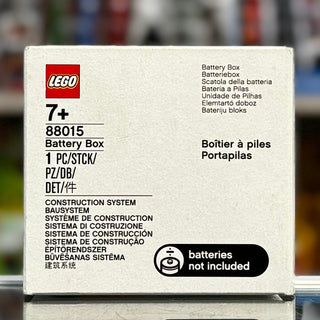 LEGO
7+
88015
Battery Box
1 PC/STCK/
PZ/DB/
DET/件
CONSTRUCTION SYSTEM
BAUSYSTEM
SYSTÈME DE CONSTRUCTION
SISTEMA DI COSTRUZIONE
SISTEMA DE CONSTRUCCIÓN
SISTEMA DE CONSTRUÇÃO
ÉPÍTŐRENDSZER
BŪVĒŠANAS SISTĒMA
建筑系统
Battery Box
Batteriebox
Scatola della batteria
Bateria a Pilas
Unidade de Pilhas
Elemtartó doboz
Bateriju bloks
Boîtier à piles
Portapilas
batteries
not included